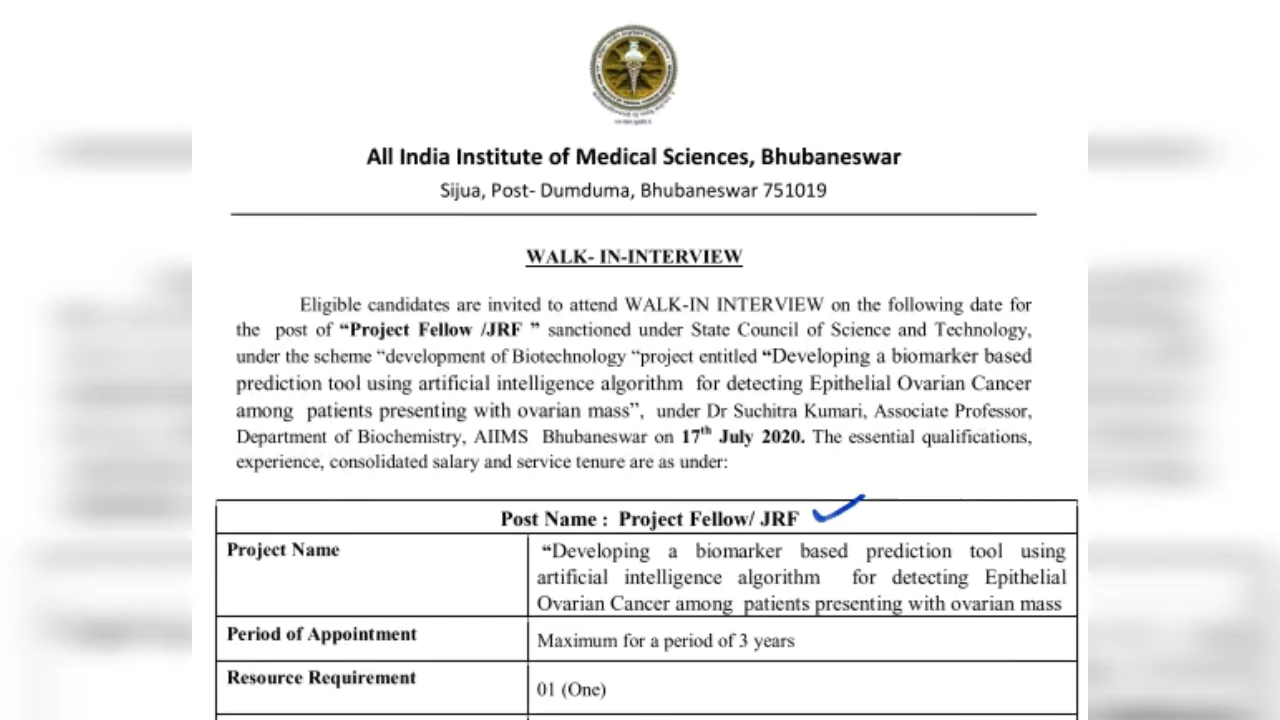 All India Institute of Medical Sciences, Bhubaneswar
Sijua, Post- Dumduma, Bhubaneswar 751019
WALK- IN-INTERVIEW
Eligible candidates are invited to attend WALK-IN INTERVIEW on the following date for
the post of “Project Fellow /JRF ” sanctioned under State Council of Science and Technology,
under the scheme “development of Biotechnology “project entitled “Developing a biomarker based
prediction tool using artificial intelligence algorithm for detecting Epithelial Ovarian Cancer
among patients presenting with ovarian mass”, under Dr Suchitra Kumari, Associate Professor,
Department of Biochemistry, AIIMS Bhubaneswar on 17th July 2020. The essential qualifications,
experience, consolidated salary and service tenure are as under:
Post Name : Project Fellow/ JRF
Project Name
“Developing a biomarker based prediction tool using
artificial intelligence algorithm for detecting Epithelial
Ovarian Cancer among patients presenting with ovarian mass
Period of Appointment
Maximum for a period of 3 years
Resource Requirement
01 (One)